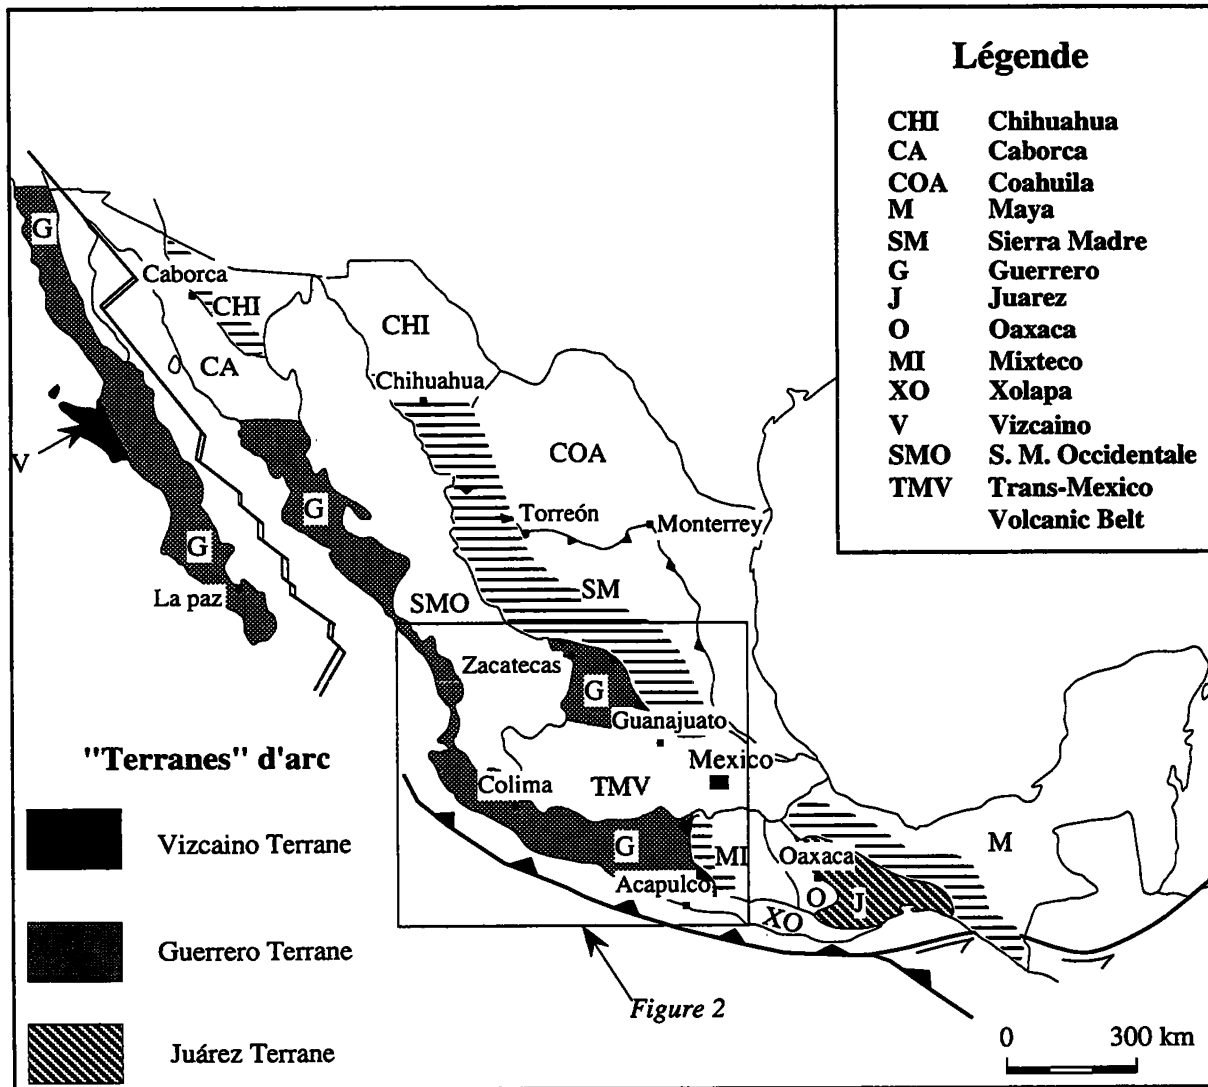 Légende
CHI Chihuahua
CA Caborca
COA Coahuila
M Maya
SM Sierra Madre
G Guerrero
J Juarez
O Oaxaca
MI Mixteco
XO Xolapa
V Vizcaino
SMO S. M. Occidentale
TMV Trans-Mexico
Volcanic Belt
G
Caborca
CHI
CHI
CA
Chihuahua
COA
V
G
Torreón
Monterrey
G
La paz
SMO
SM
Zacatecas
G
Guanajuato
"Terranes" d'arc
Mexico
Colima
TMV
Vizcaino Terrane
G
MI
Oaxaca
M
Acapulco
O
J
XO
Guerrero Terrane
Figure 2
Juárez Terrane
0 300 km